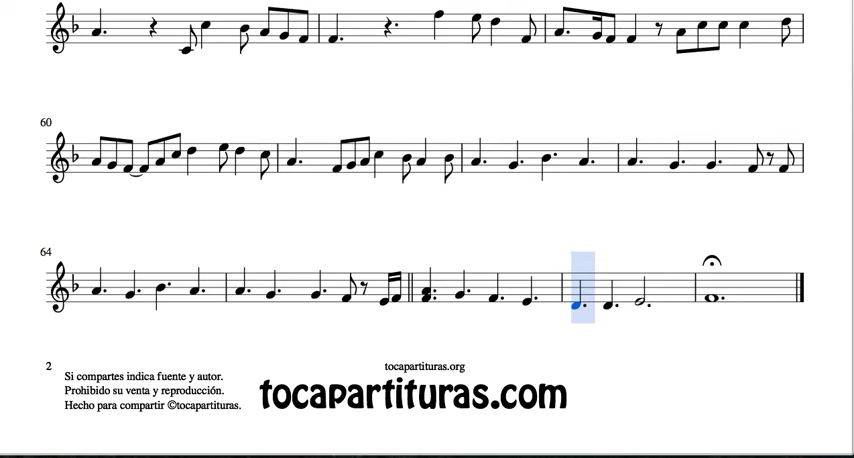 60
64
2
tocapartituras.org
Si compartes indica fuente y autor.
Prohibido su venta y reproducción.
Hecho para compartir ©tocapartituras.
tocapartituras.com